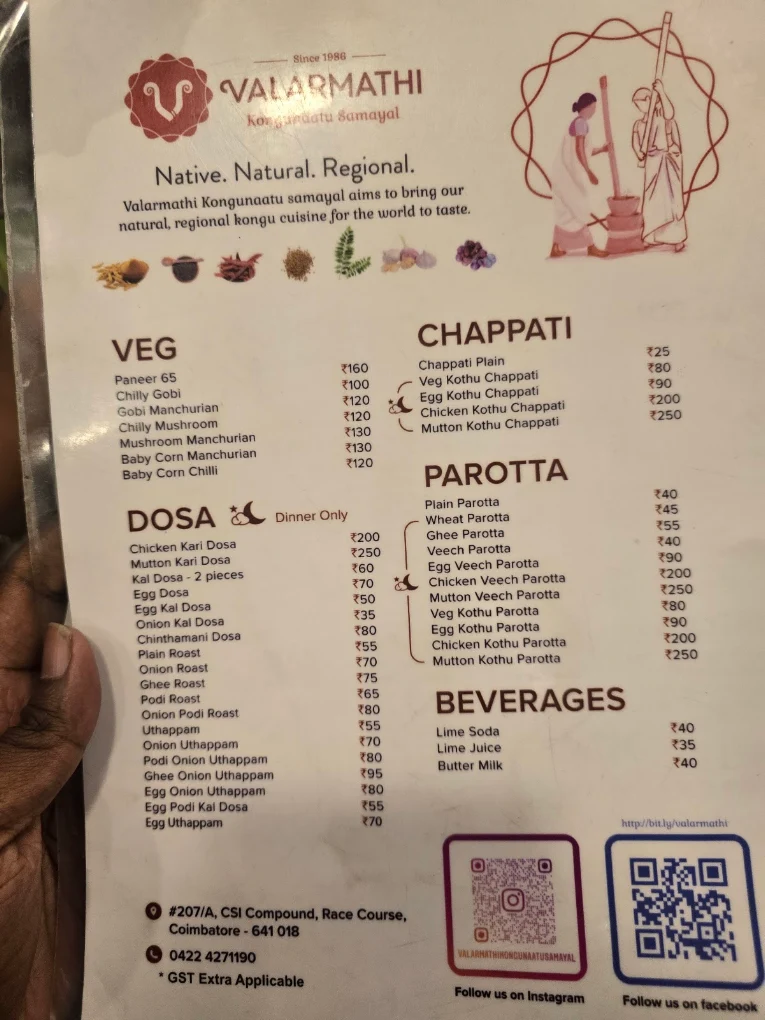 Since 1986
VALARMATHI
Kongunaatu Samayal
Native. Natural. Regional.
Valarmathi Kongunaatu samayal aims to bring our
natural, regional kongu cuisine for the world to taste.
VEG
Paneer 65 ₹160
Chilly Gobi ₹100
Gobi Manchurian ₹120
Chilly Mushroom ₹120
Mushroom Manchurian ₹130
Baby Corn Manchurian ₹130
Baby Corn Chilli ₹120
DOSA Dinner Only
Chicken Kari Dosa ₹200
Mutton Kari Dosa ₹250
Kal Dosa - 2 pieces ₹60
Egg Dosa ₹70
Egg Kal Dosa ₹50
Onion Kal Dosa ₹35
Chinthamani Dosa ₹80
Plain Roast ₹55
Onion Roast ₹70
Ghee Roast ₹75
Podi Roast ₹65
Onion Podi Roast ₹80
Uthappam ₹55
Onion Uthappam ₹70
Podi Onion Uthappam ₹80
Ghee Onion Uthappam ₹95
Egg Onion Uthappam ₹80
Egg Podi Kal Dosa ₹55
Egg Uthappam ₹70
CHAPPATI
Chappati Plain ₹25
Veg Kothu Chappati ₹80
Egg Kothu Chappati ₹90
Chicken Kothu Chappati ₹200
Mutton Kothu Chappati ₹250
PAROTTA
Plain Parotta ₹40
Wheat Parotta ₹45
Ghee Parotta ₹55
Veech Parotta ₹40
Egg Veech Parotta ₹90
Chicken Veech Parotta ₹200
Mutton Veech Parotta ₹250
Veg Kothu Parotta ₹80
Egg Kothu Parotta ₹90
Chicken Kothu Parotta ₹200
Mutton Kothu Parotta ₹250
BEVERAGES
Lime Soda ₹40
Lime Juice ₹35
Butter Milk ₹40
#207/A, CSI Compound, Race Course,
Coimbatore - 641 018
0422 4271190
* GST Extra Applicable
VALARMATHIKONGUNAATUSAMAYAL
Follow us on Instagram
http://bit.ly/valarmathi
Follow us on facebook